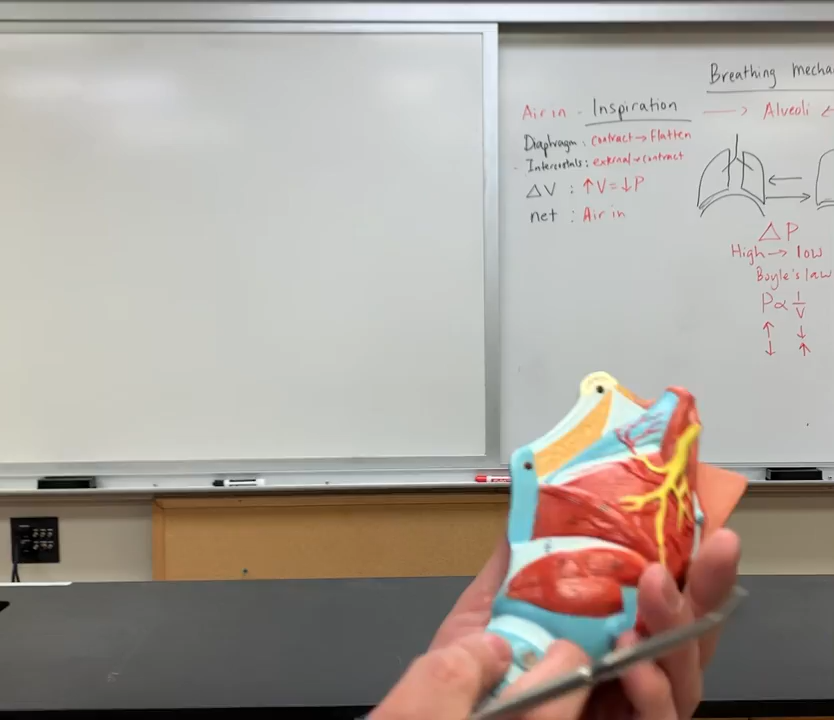 Breathing Mecha
Air in - Inspiration → Alveoli ←
Diaphragm: contract → flatten
Intercostals: external → contract
ΔV : ↑V = ↓P
net : Air in
ΔP
High → low
Boyle's law
P ∝ 1/V
↑ ↓
↓ ↑